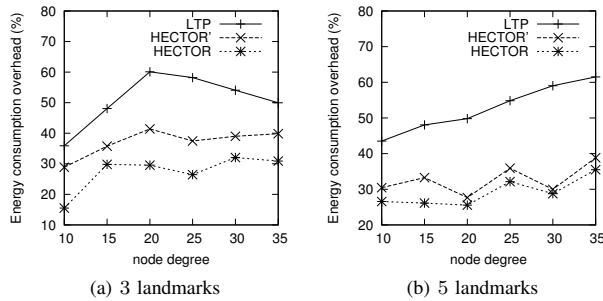 Energy consumption overhead (%)
80
70
60
50
40
30
20
10
LTP
HECTOR'
HECTOR
10 15 20 25 30 35
node degree
(a) 3 landmarks
Energy consumption overhead (%)
80
70
60
50
40
30
20
LTP
HECTOR'
HECTOR
10 15 20 25 30 35
node degree
(b) 5 landmarks